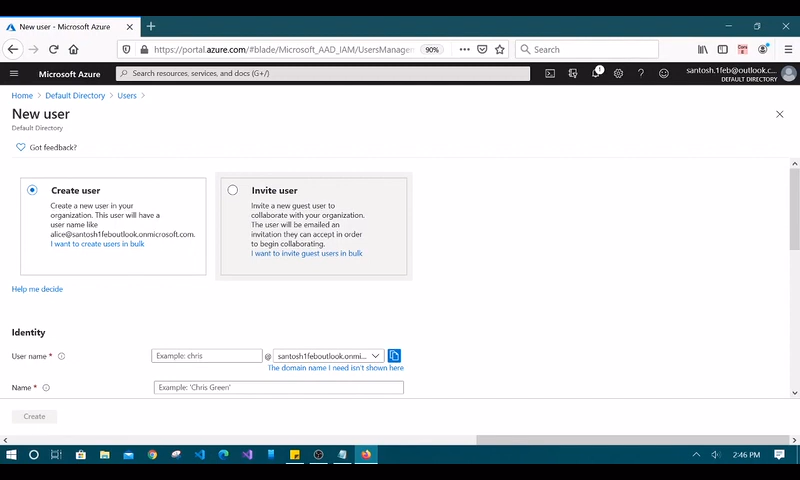 New user - Microsoft Azure
https://portal.azure.com/#blade/Microsoft_AAD_IAM/UsersManagem
90%
Search
Microsoft Azure
Search resources, services, and docs (G+/)
1
santosh.1feb@outlook.c...
DEFAULT DIRECTORY
Home > Default Directory > Users >
New user
Default Directory
Got feedback?
Create user
Create a new user in your
organization. This user will have a
user name like
alice@santosh1feboutlook.onmicrosoft.com.
I want to create users in bulk
Invite user
Invite a new guest user to
collaborate with your organization.
The user will be emailed an
invitation they can accept in order
to begin collaborating.
I want to invite guest users in bulk
Help me decide
Identity
User name *
Example: chris
@
santosh1feboutlook.onmi...
The domain name I need isn't shown here
Name *
Example: 'Chris Green'
Create
2:46 PM